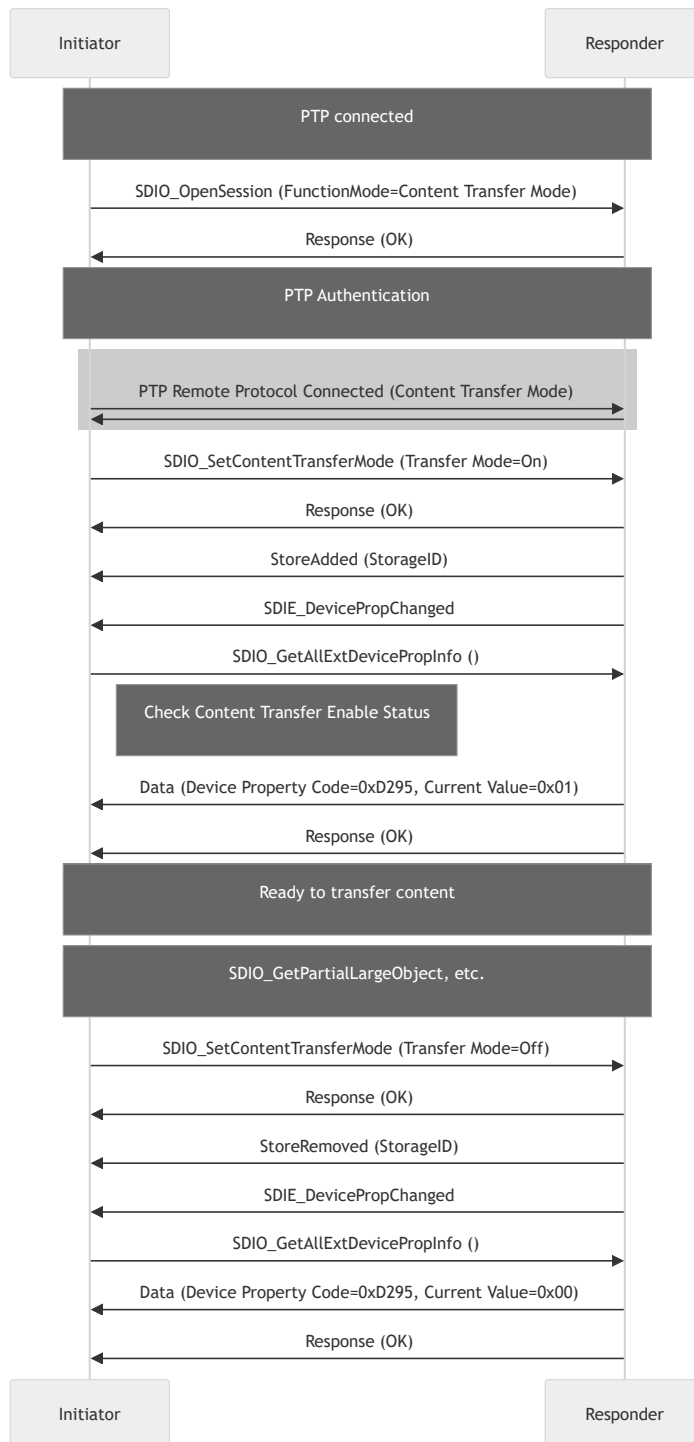 Initiator
Responder
PTP connected
SDIO_OpenSession (FunctionMode=Content Transfer Mode)
Response (OK)
PTP Authentication
PTP Remote Protocol Connected (Content Transfer Mode)
SDIO_SetContentTransferMode (Transfer Mode=On)
Response (OK)
StoreAdded (StorageID)
SDIE_DevicePropChanged
SDIO_GetAllExtDevicePropInfo ()
Check Content Transfer Enable Status
Data (Device Property Code=0xD295, Current Value=0x01)
Response (OK)
Ready to transfer content
SDIO_GetPartialLargeObject, etc.
SDIO_SetContentTransferMode (Transfer Mode=Off)
Response (OK)
StoreRemoved (StorageID)
SDIE_DevicePropChanged
SDIO_GetAllExtDevicePropInfo ()
Data (Device Property Code=0xD295, Current Value=0x00)
Response (OK)
Initiator
Responder